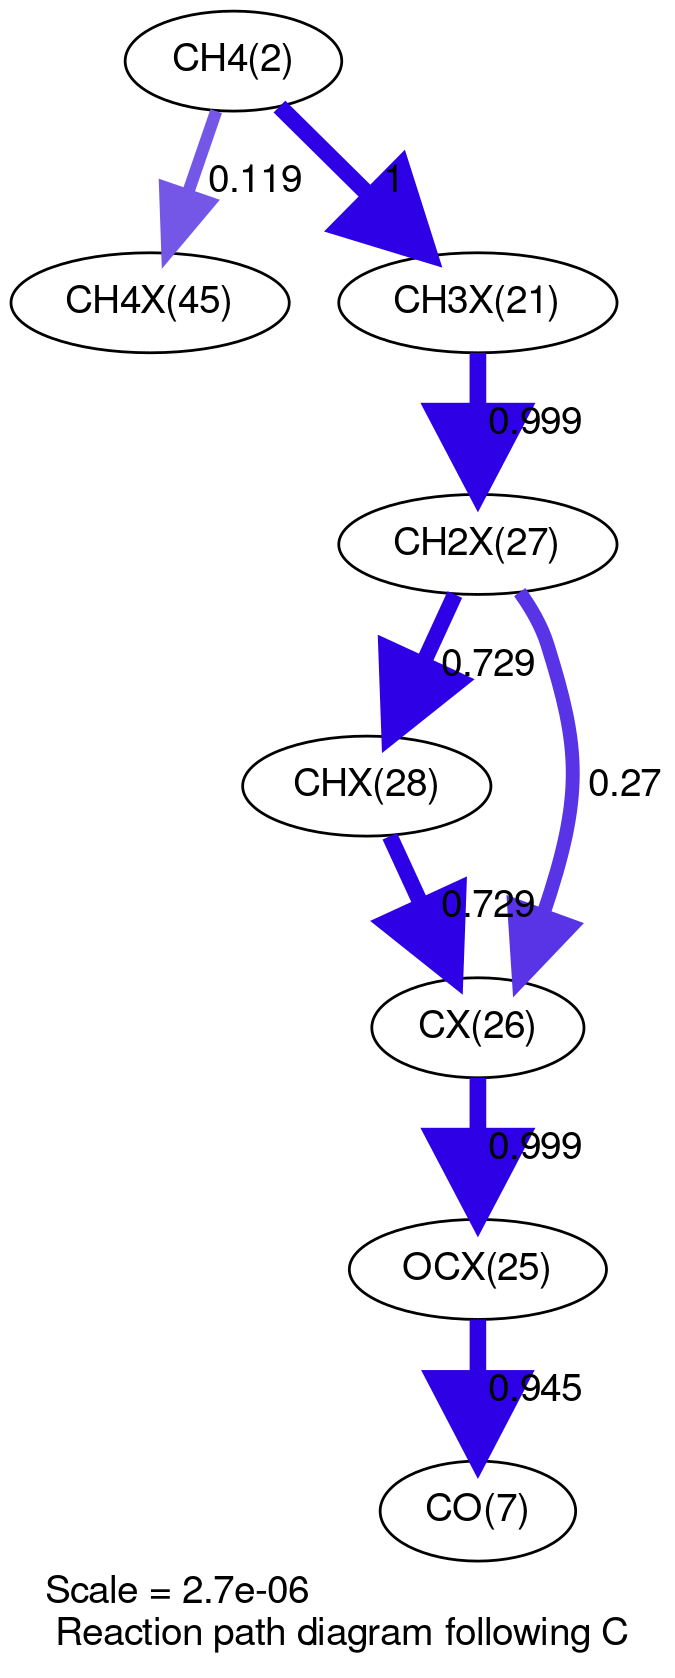 CH4(2)
0.119
1
CH4X(45)
CH3X(21)
0.999
CH2X(27)
0.729
CHX(28)
0.27
0.729
CX(26)
0.999
OCX(25)
0.945
CO(7)
Scale = 2.7e-06
Reaction path diagram following C